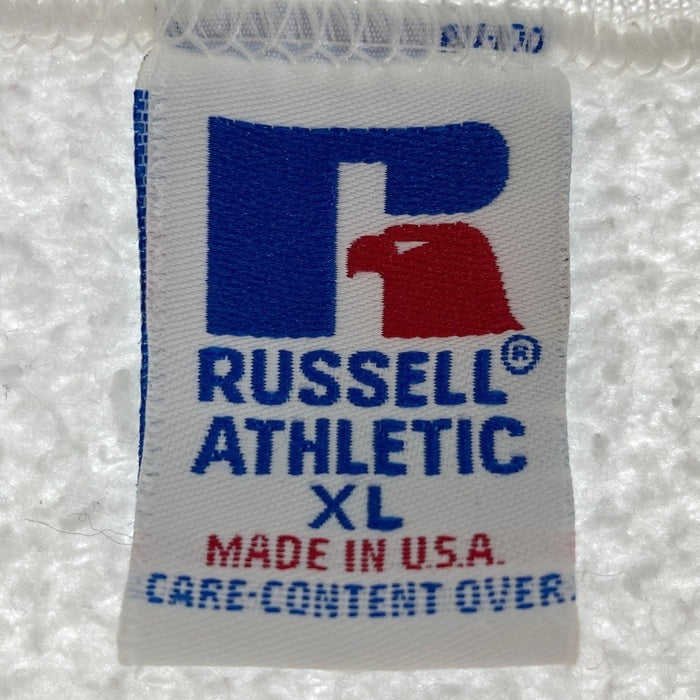 RUSSELL®
ATHLETIC
XL
MADE IN U.S.A.
CARE-CONTENT OVER.